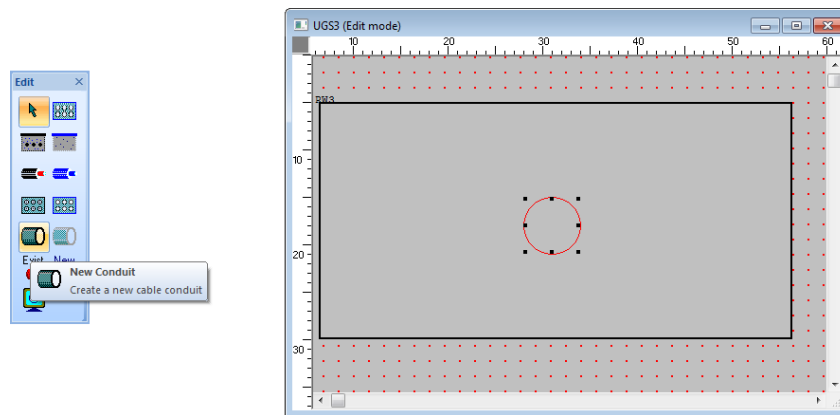 UGS3 (Edit mode)
10 20 30 40 50 60
Edit
10
20
30
Exist New
New Conduit
Create a new cable conduit